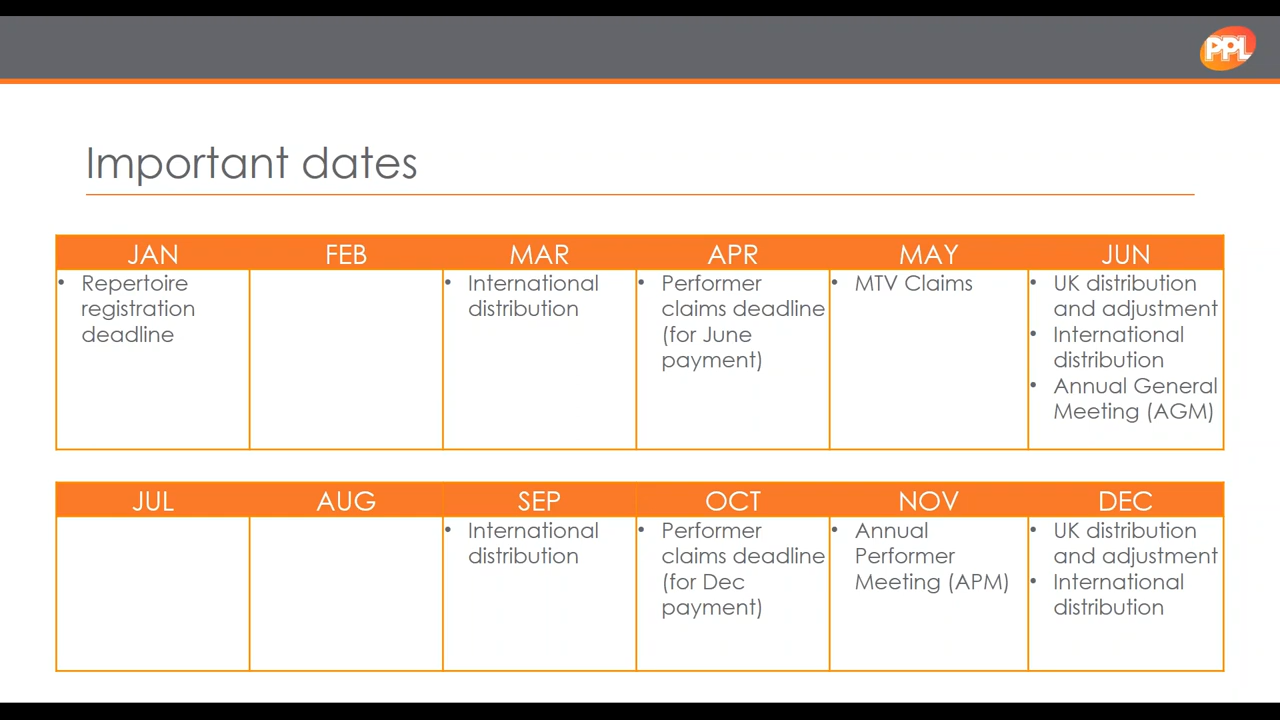 PPL
Important dates
JAN FEB MAR APR MAY JUN
• Repertoire
registration
deadline
• International
distribution
• Performer
claims deadline
(for June
payment)
• MTV Claims
• UK distribution
and adjustment
• International
distribution
• Annual General
Meeting (AGM)
JUL AUG SEP OCT NOV DEC
• International
distribution
• Performer
claims deadline
(for Dec
payment)
• Annual
Performer
Meeting (APM)
• UK distribution
and adjustment
• International
distribution